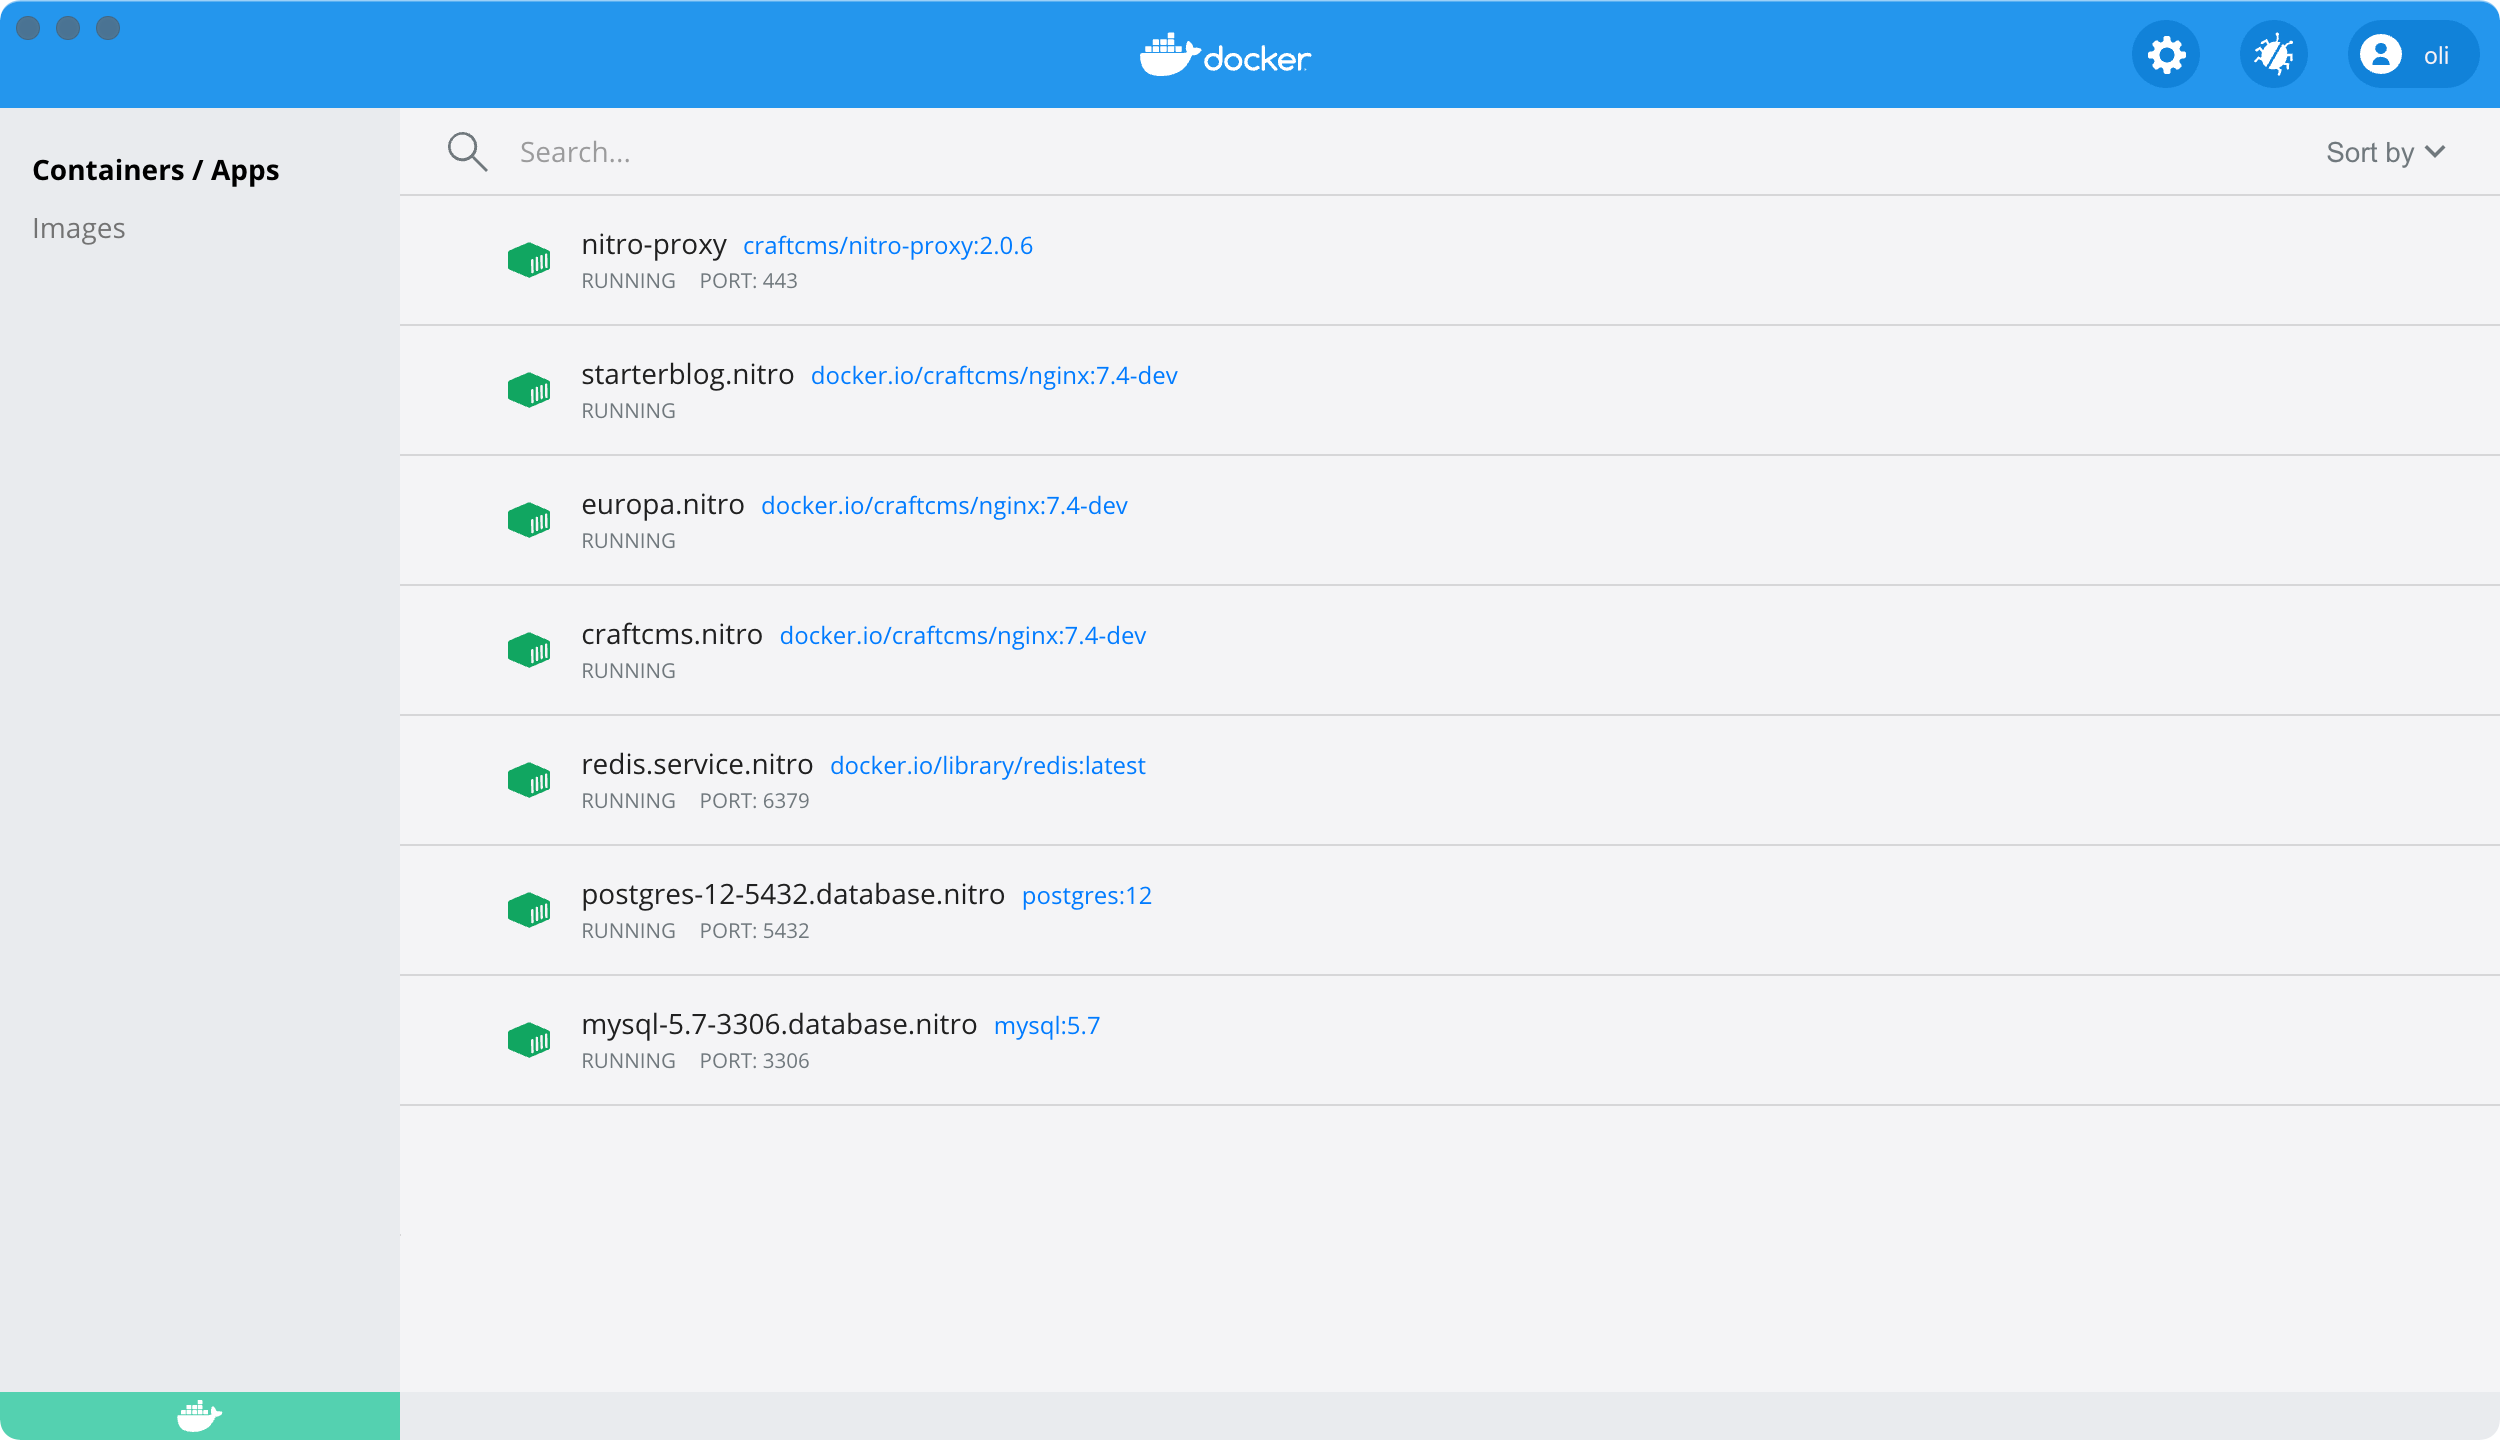 docker
oli
Containers / Apps
Images
Search...
Sort by
nitro-proxy craftcms/nitro-proxy:2.0.6
RUNNING PORT: 443
starterblog.nitro docker.io/craftcms/nginx:7.4-dev
RUNNING
europa.nitro docker.io/craftcms/nginx:7.4-dev
RUNNING
craftcms.nitro docker.io/craftcms/nginx:7.4-dev
RUNNING
redis.service.nitro docker.io/library/redis:latest
RUNNING PORT: 6379
postgres-12-5432.database.nitro postgres:12
RUNNING PORT: 5432
mysql-5.7-3306.database.nitro mysql:5.7
RUNNING PORT: 3306